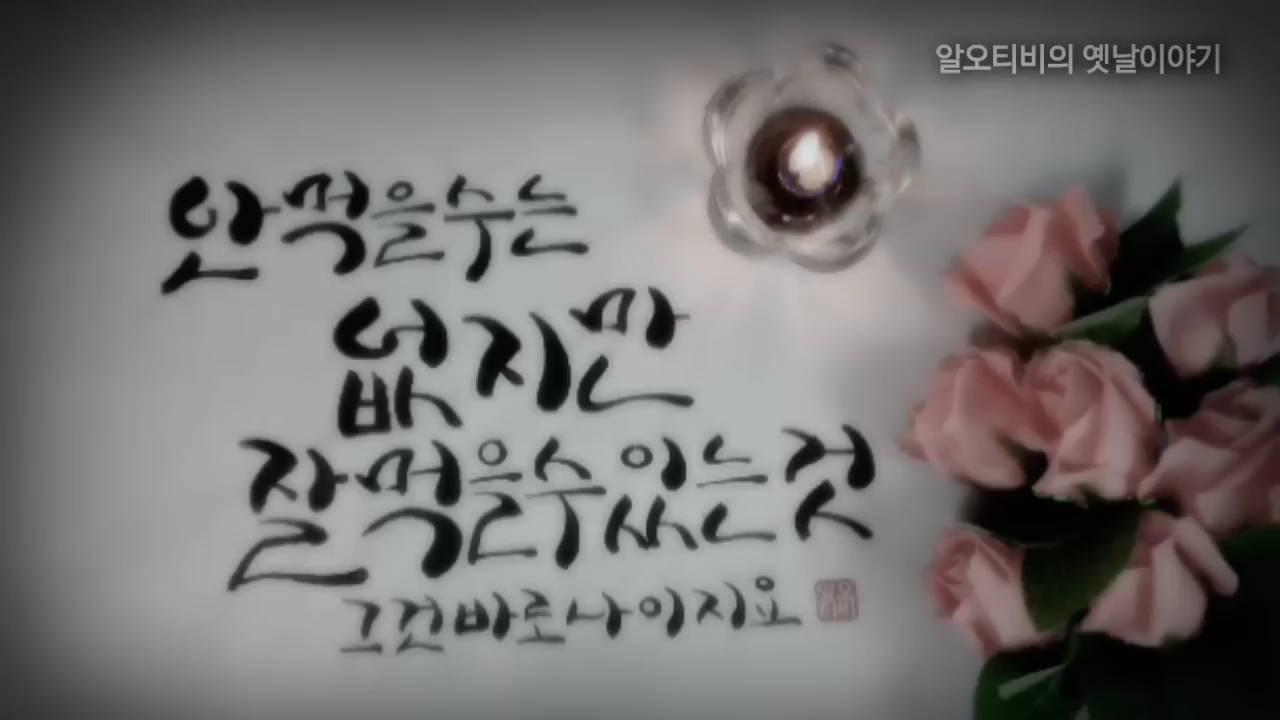 알오티비의 옛날이야기
안먹을수는
없지만
잘먹을수있는것
그건바로나이지요